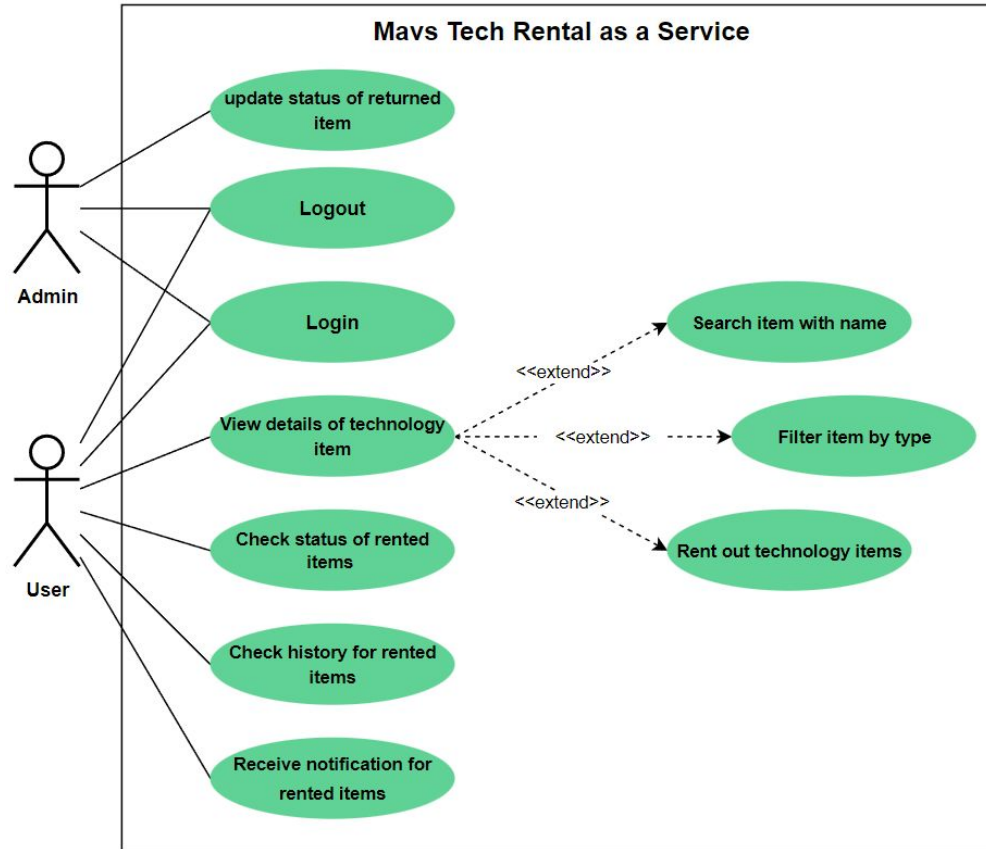 Mavs Tech Rental as a Service
update status of returned
item
Logout
Admin
Login
Search item with name
<<extend>>
View details of technology
item
<<extend>>
Filter item by type
<<extend>>
Check status of rented
items
Rent out technology items
User
Check history for rented
items
Receive notification for
rented items